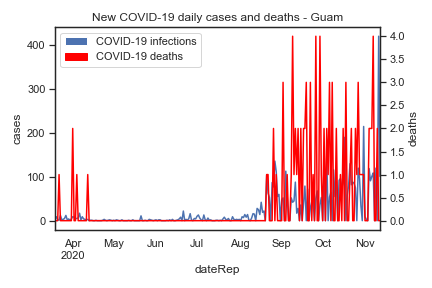 New COVID-19 daily cases and deaths - Guam
COVID-19 infections
COVID-19 deaths
400
300
200
100
0
cases
4.0
3.5
3.0
2.5
2.0
1.5
1.0
0.5
0.0
deaths
Apr May Jun Jul Aug Sep Oct Nov
2020
dateRep